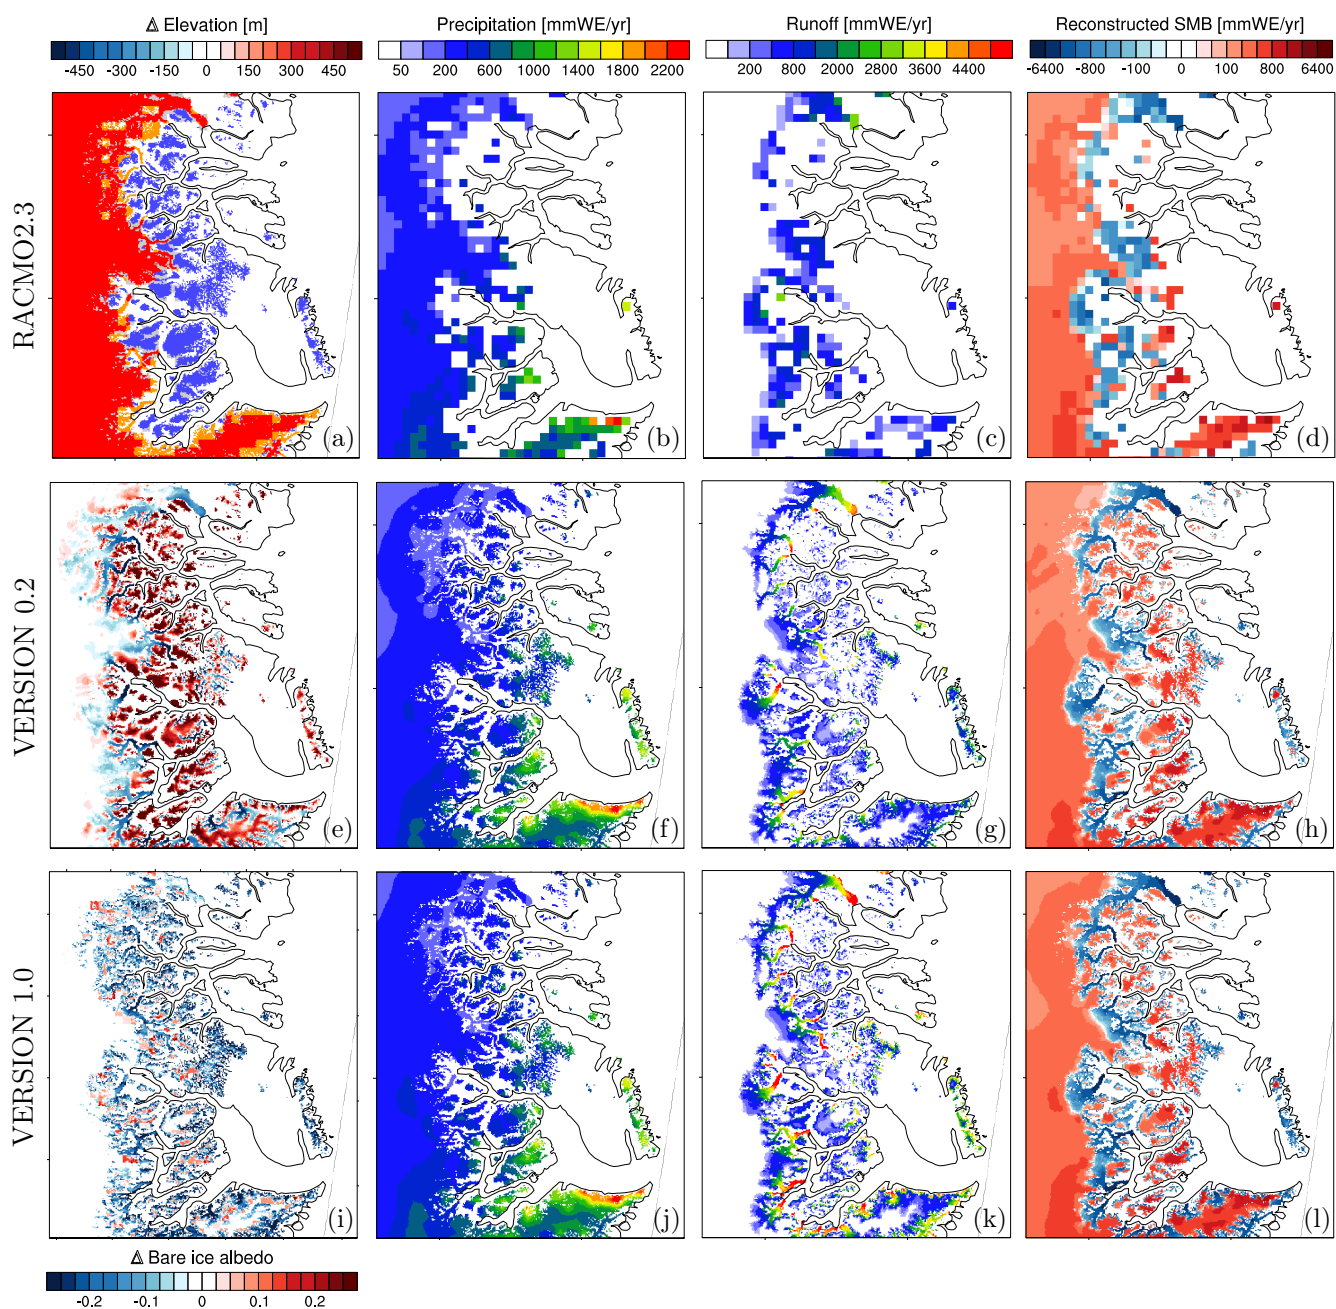 Δ Elevation [m]
Precipitation [mmWE/yr]
Runoff [mmWE/yr]
Reconstructed SMB [mmWE/yr]
-450 -300 -150 0 150 300 450
50 200 600 1000 1400 1800 2200
200 800 2000 2800 3600 4400
-6400 -800 -100 0 100 800 6400
RACMO2.3
(a)
(b)
(c)
(d)
VERSION 0.2
(e)
(f)
(g)
(h)
VERSION 1.0
(i)
(j)
(k)
(l)
Δ Bare ice albedo
-0.2 -0.1 0 0.1 0.2